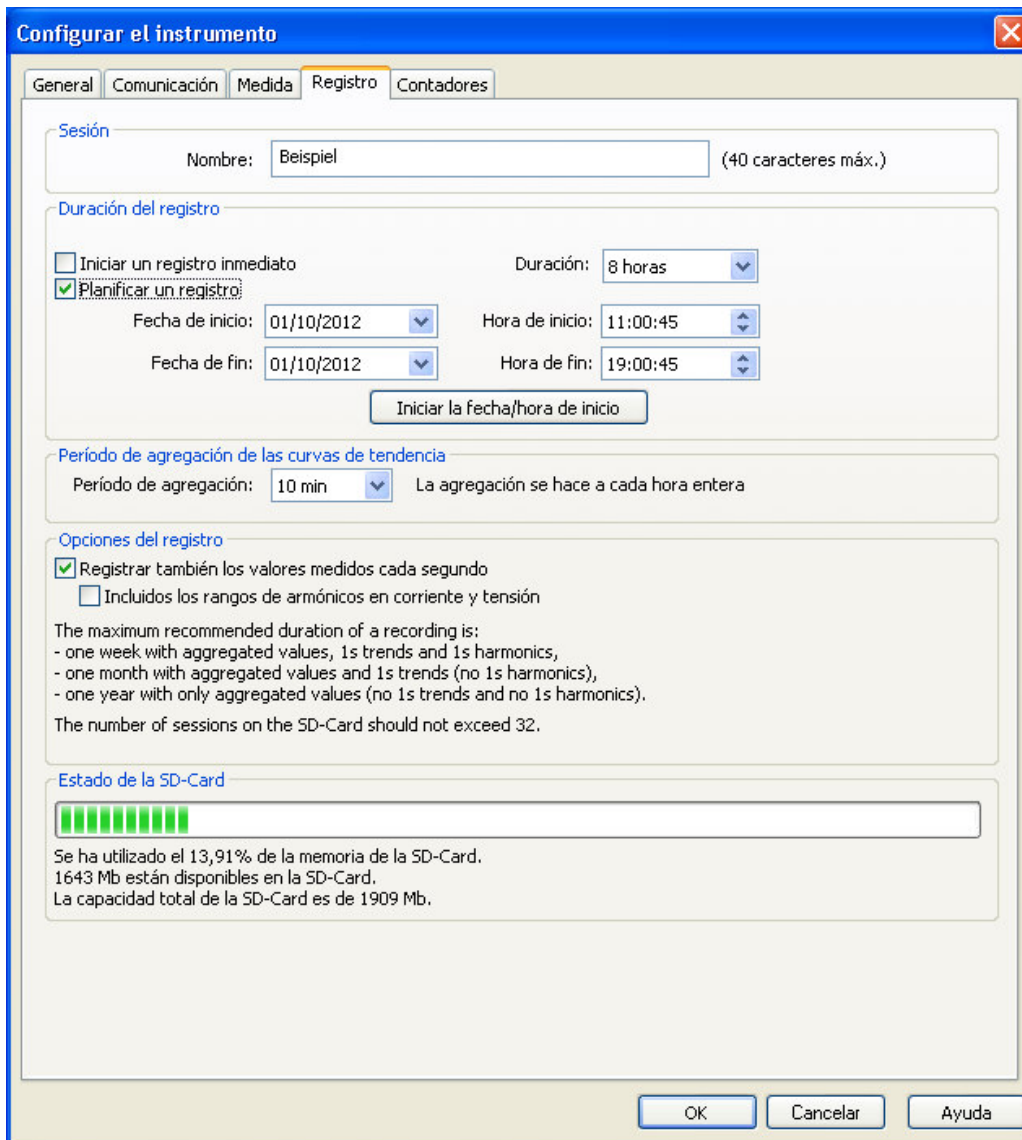 Configurar el instrumento
General Comunicación Medida Registro Contadores
Sesión
Nombre: Beispiel (40 caracteres máx.)
Duración del registro
Iniciar un registro inmediato Duración: 8 horas
Planificar un registro
Fecha de inicio: 01/10/2012 Hora de inicio: 11:00:45
Fecha de fin: 01/10/2012 Hora de fin: 19:00:45
Iniciar la fecha/hora de inicio
Período de agregación de las curvas de tendencia
Período de agregación: 10 min La agregación se hace a cada hora entera
Opciones del registro
Registrar también los valores medidos cada segundo
Incluidos los rangos de armónicos en corriente y tensión
The maximum recommended duration of a recording is:
- one week with aggregated values, 1s trends and 1s harmonics,
- one month with aggregated values and 1s trends (no 1s harmonics),
- one year with only aggregated values (no 1s trends and no 1s harmonics).
The number of sessions on the SD-Card should not exceed 32.
Estado de la SD-Card
Se ha utilizado el 13,91% de la memoria de la SD-Card.
1643 Mb están disponibles en la SD-Card.
La capacidad total de la SD-Card es de 1909 Mb.
OK Cancelar Ayuda